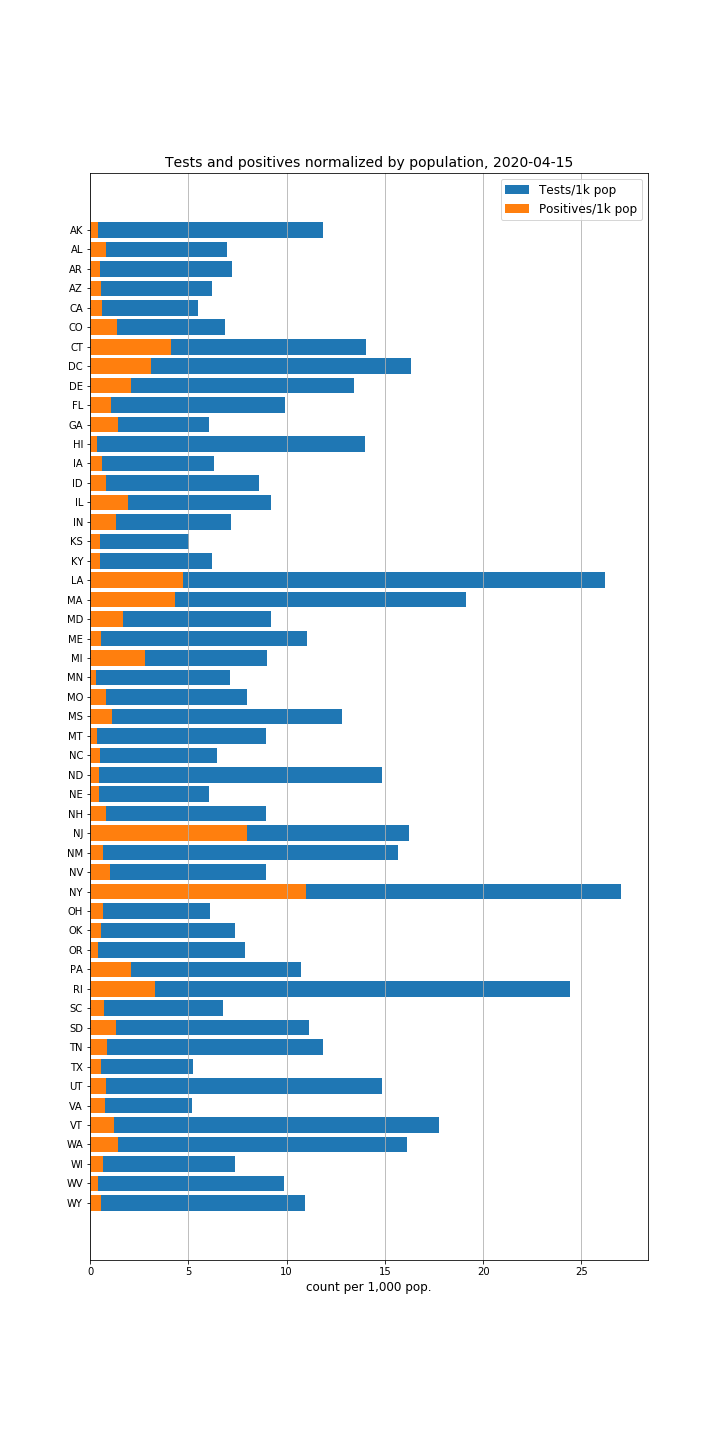 Tests and positives normalized by population, 2020-04-15
Tests/1k pop
Positives/1k pop
AK
AL
AR
AZ
CA
CO
CT
DC
DE
FL
GA
HI
IA
ID
IL
IN
KS
KY
LA
MA
MD
ME
MI
MN
MO
MS
MT
NC
ND
NE
NH
NJ
NM
NV
NY
OH
OK
OR
PA
RI
SC
SD
TN
TX
UT
VA
VT
WA
WI
WV
WY
0 5 10 15 20 25
count per 1,000 pop.